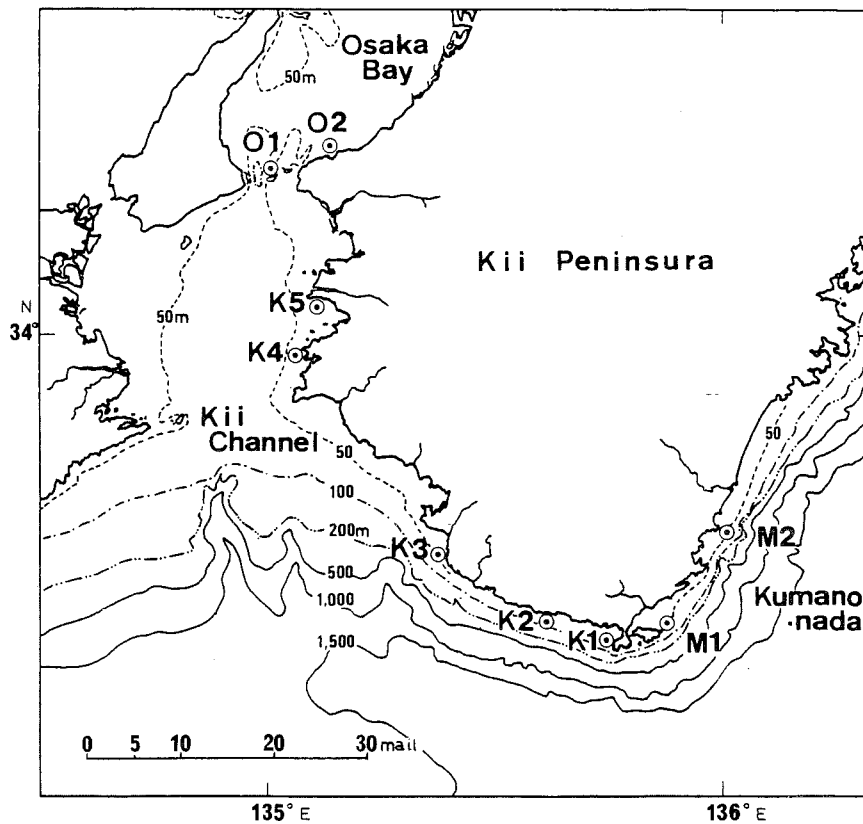 Osaka
Bay
50m
O2
O1
Kii Peninsura
N
34°
50m
K5
K4
Kii
Channel
50
50
100
200m
K3
500
M2
1,000
K2
Kumano
nada
K1
M1
1,500
0 5 10 20 30 mail
135° E
136° E